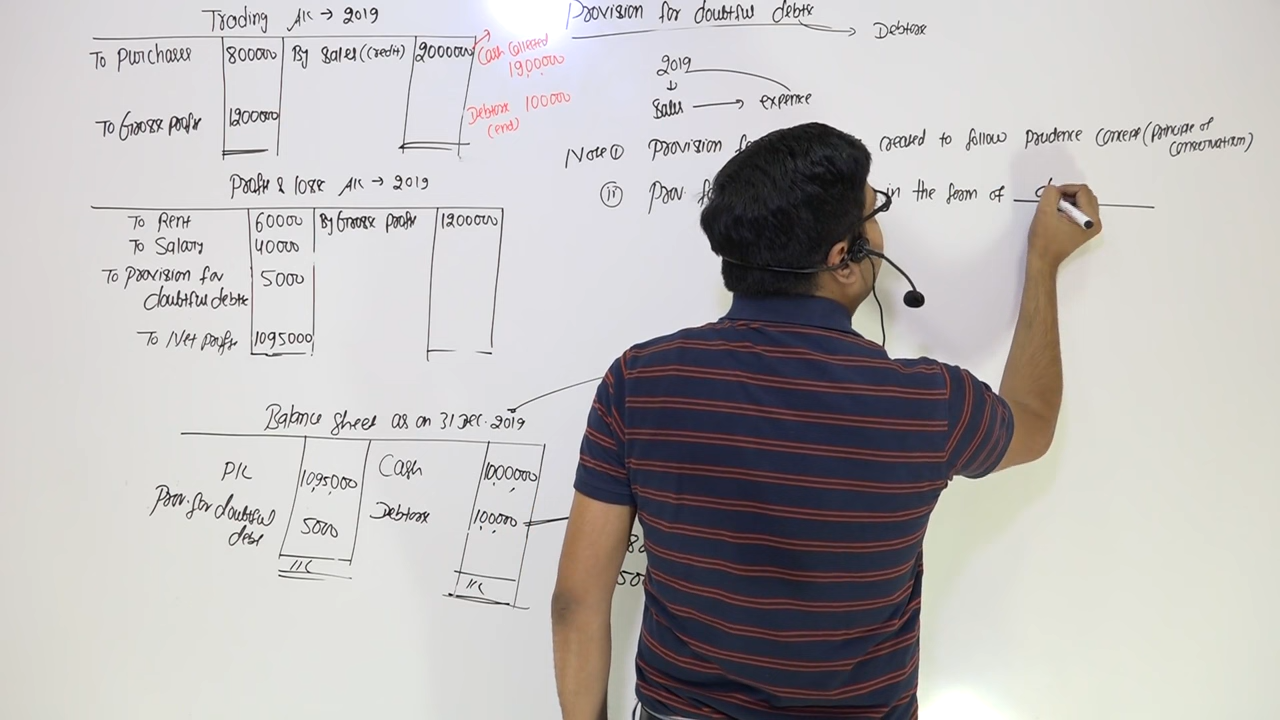 Trading A/c → 2019
To Purchases 800000 By Sales (credit) 2000000
To Gross profit 1200000
Cash collected
1900000
Debtors 100000
(end)
Profit & loss A/c → 2019
To Rent 60000 By Gross profit 1200000
To Salary 40000
To Provision for
doubtful debts 5000
To Net profit 1095000
Balance Sheet as on 31 Dec. 2019
P/L 1095000 Cash 1000000
Prov. for doubtful
debt 5000 Debtors 100000
11L 11L
Provision for doubtful debts → Debtors
2019
↓
Sales → expense
Note (i) Provision created to follow prudence concept (principle of
conservatism)
(ii) Prov. in the form of